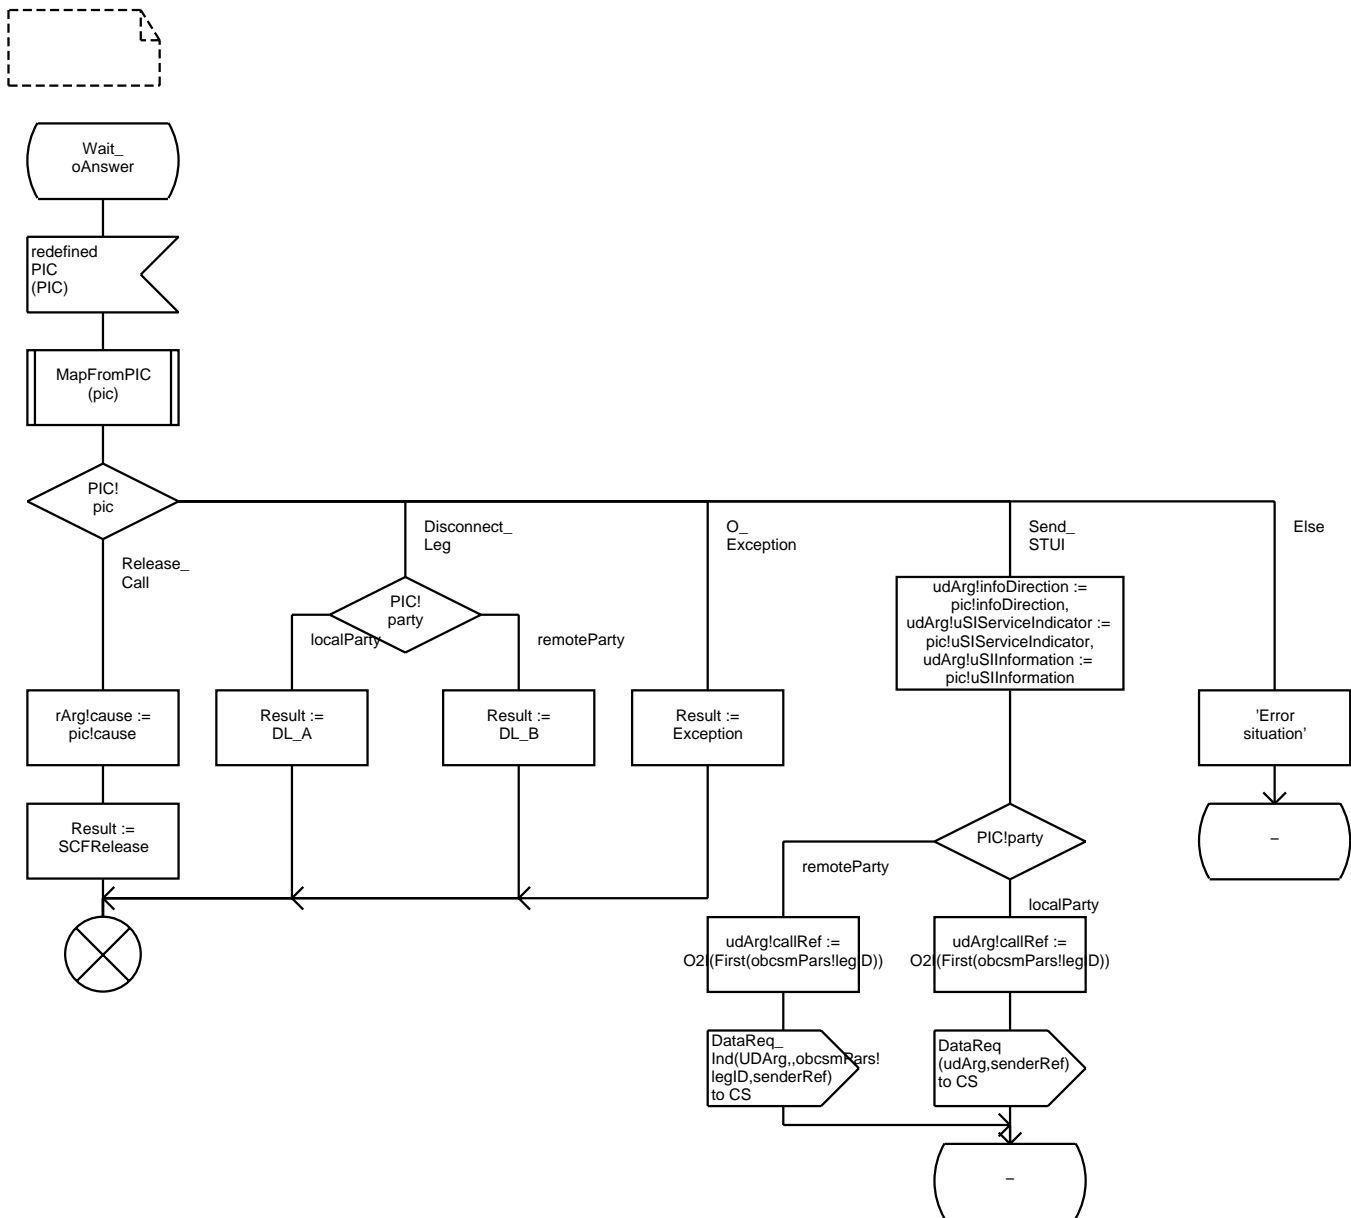 Wait_
oAnswer
redefined
PIC
(PIC)
MapFromPIC
(pic)
PIC!
pic
Release_
Call
Disconnect_
Leg
O_
Exception
Send_
STUI
Else
PIC!
party
localParty
remoteParty
udArg!infoDirection :=
pic!infoDirection,
udArg!uSIServiceIndicator :=
pic!uSIServiceIndicator,
udArg!uSIInformation :=
pic!uSIInformation
rArg!cause :=
pic!cause
Result :=
DL_A
Result :=
DL_B
Result :=
Exception
'Error
situation'
Result :=
SCFRelease
PIC!party
–
remoteParty
localParty
udArg!callRef :=
O2I(First(obcsmPars!legID))
udArg!callRef :=
O2I(First(obcsmPars!legID))
DataReq_
Ind(UDArg,,obcsmPars!
legID,senderRef)
to CS
DataReq
(udArg,senderRef)
to CS
–